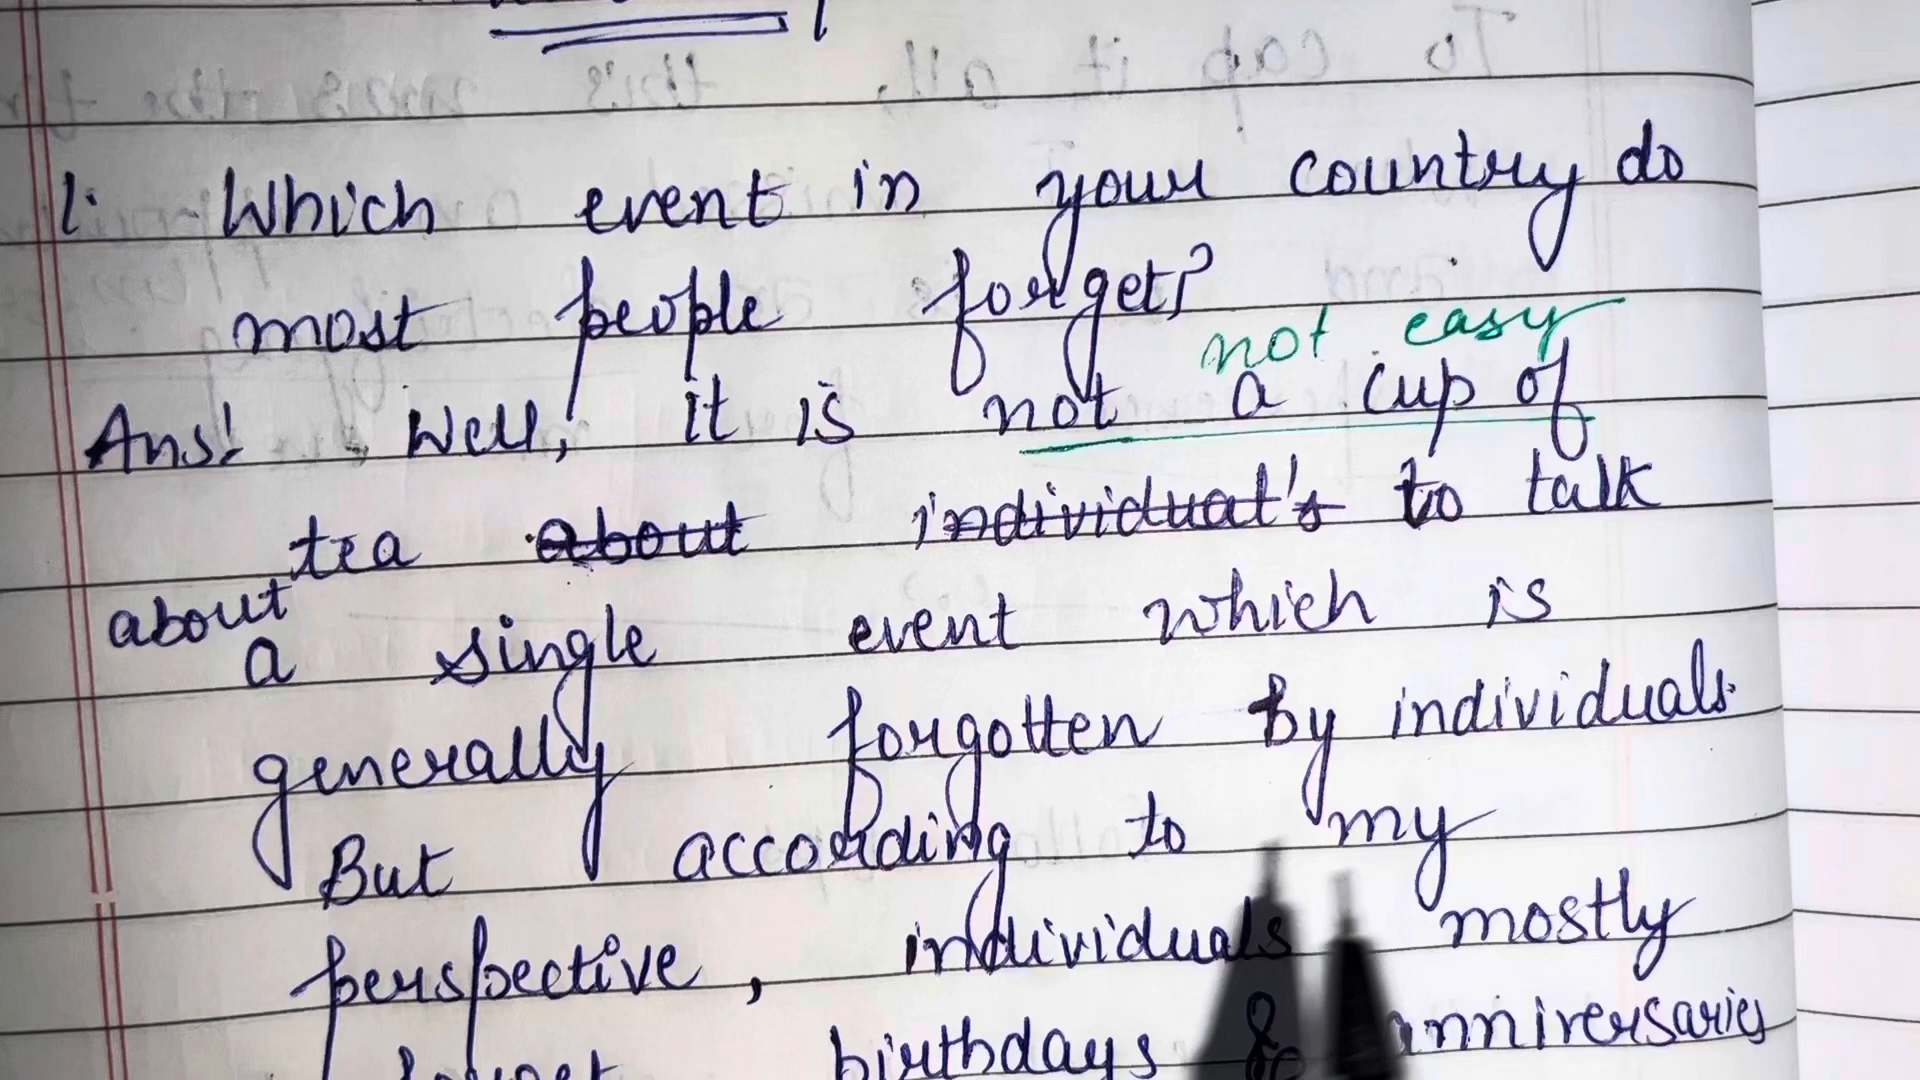 1. Which event in your country do
most people forget?
not easy
Ans: Well, it is not a cup of
tea about individual's to talk
about
a single event which is
generally forgotten by individuals.
But according to my
perspective, individuals mostly
forget birthdays & anniversaries